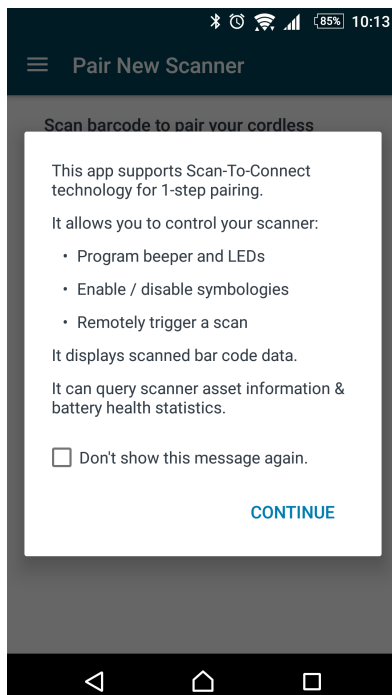 85% 10:13
Pair New Scanner
Scan barcode to pair your cordless
This app supports Scan-To-Connect
technology for 1-step pairing.
It allows you to control your scanner:
• Program beeper and LEDs
• Enable / disable symbologies
• Remotely trigger a scan
It displays scanned bar code data.
It can query scanner asset information &
battery health statistics.
Don't show this message again.
CONTINUE